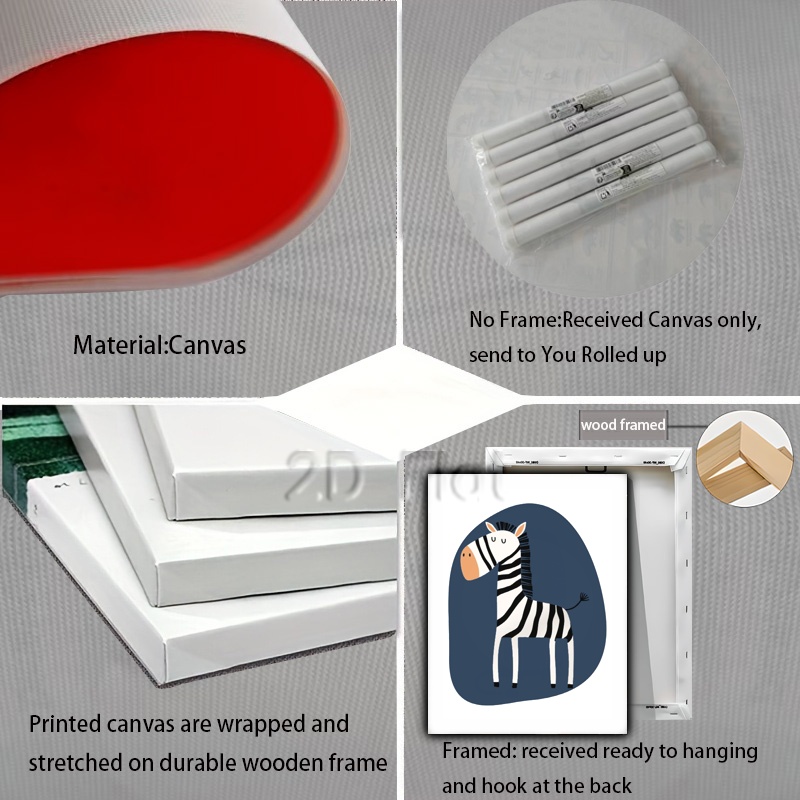 Material:Canvas
No Frame:Received Canvas only,
send to You Rolled up
wood framed
2D Flat
Printed canvas are wrapped and
stretched on durable wooden frame
Framed: received ready to hanging
and hook at the back